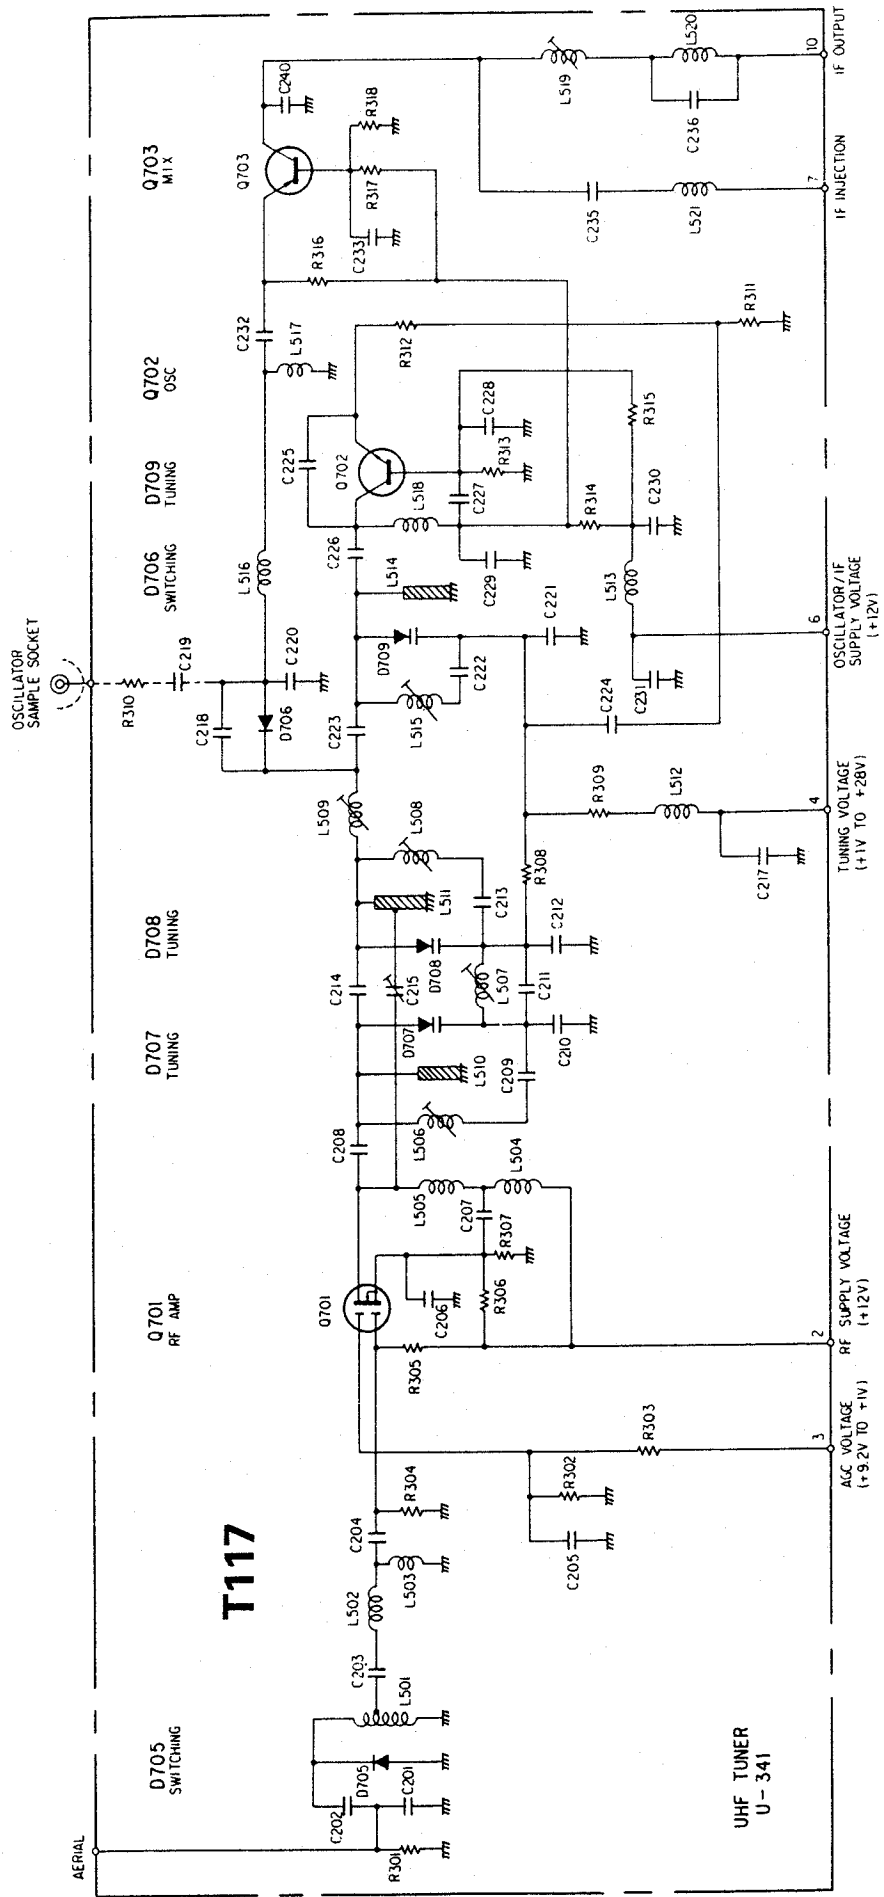 AERIAL
OSCILLATOR
SAMPLE SOCKET
D705
SWITCHING
Q701
RF AMP
D707
TUNING
D708
TUNING
D706
SWITCHING
D709
TUNING
Q702
OSC
Q703
MIX
T117
R301
C202
C201
D705
L501
C203
L502
L503
C204
R304
C205
R302
R303
R305
Q701
C206
R306
R307
C207
L505
L504
C208
L506
L510
C209
D707
C210
C214
C215
L507
C211
D708
C212
L511
C213
L508
L509
R308
R309
L512
C217
R310
C219
C218
D706
C220
L516
C223
L515
D709
C222
C221
C224
C231
L513
L514
C226
C229
L518
C227
C225
Q702
R313
C228
R314
C230
R315
R312
R311
L517
C232
R316
C233
R317
R318
Q703
C240
C235
L521
L519
C236
L520
3
AGC VOLTAGE
(+9.2V TO +1V)
2
RF SUPPLY VOLTAGE
(+12V)
4
TUNING VOLTAGE
(+1V TO +28V)
6
OSCILLATOR/IF
SUPPLY VOLTAGE
(+12V)
7
IF INJECTION
10
IF OUTPUT
UHF TUNER
U-341